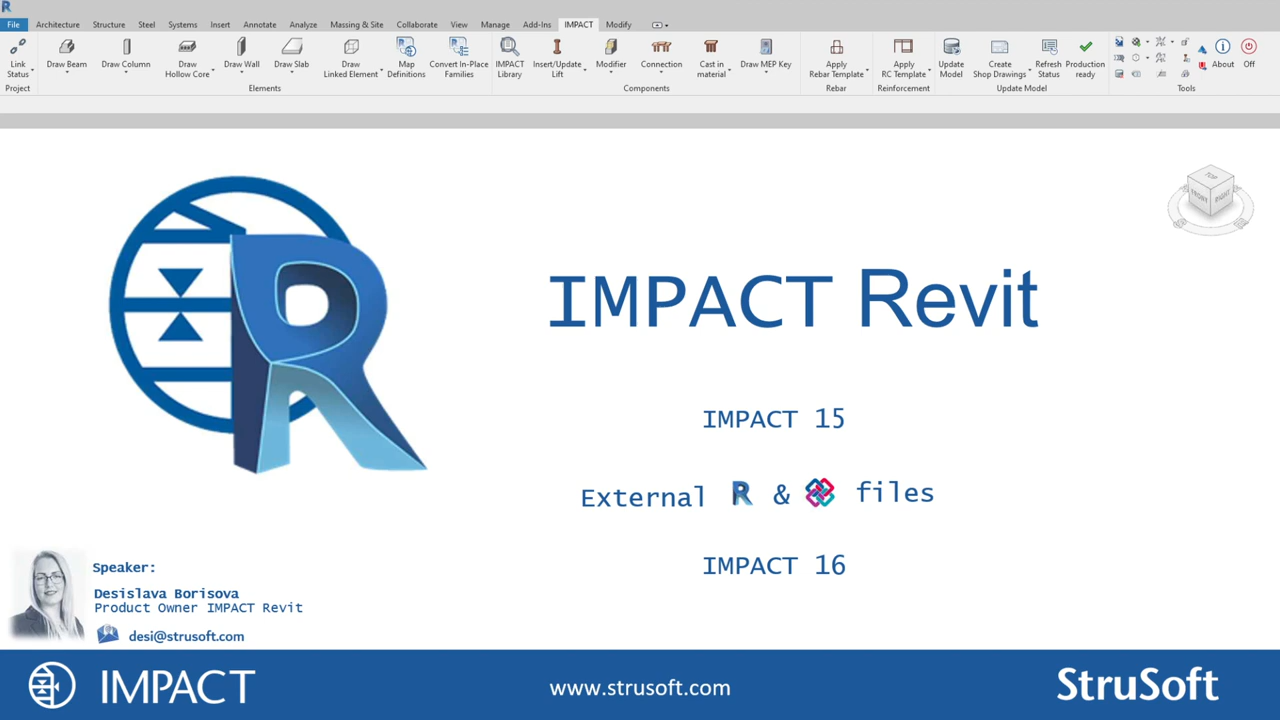 File Architecture Structure Steel Systems Insert Annotate Analyze Massing & Site Collaborate View Manage Add-Ins IMPACT Modify
Link Status Draw Beam Draw Column Draw Hollow Core Draw Wall Draw Slab Draw Linked Element Map Definitions Convert In-Place Families IMPACT Library Insert/Update Lift Modifier Connection Cast in material Draw MEP Key Apply Rebar Template Apply RC Template Update Model Create Shop Drawings Refresh Status Production ready About Off
Project Elements Components Rebar Reinforcement Update Model Tools
TOP
FRONT RIGHT
IMPACT Revit
IMPACT 15
External R & files
IMPACT 16
Speaker:
Desislava Borisova
Product Owner IMPACT Revit
desi@strusoft.com
IMPACT www.strusoft.com StruSoft